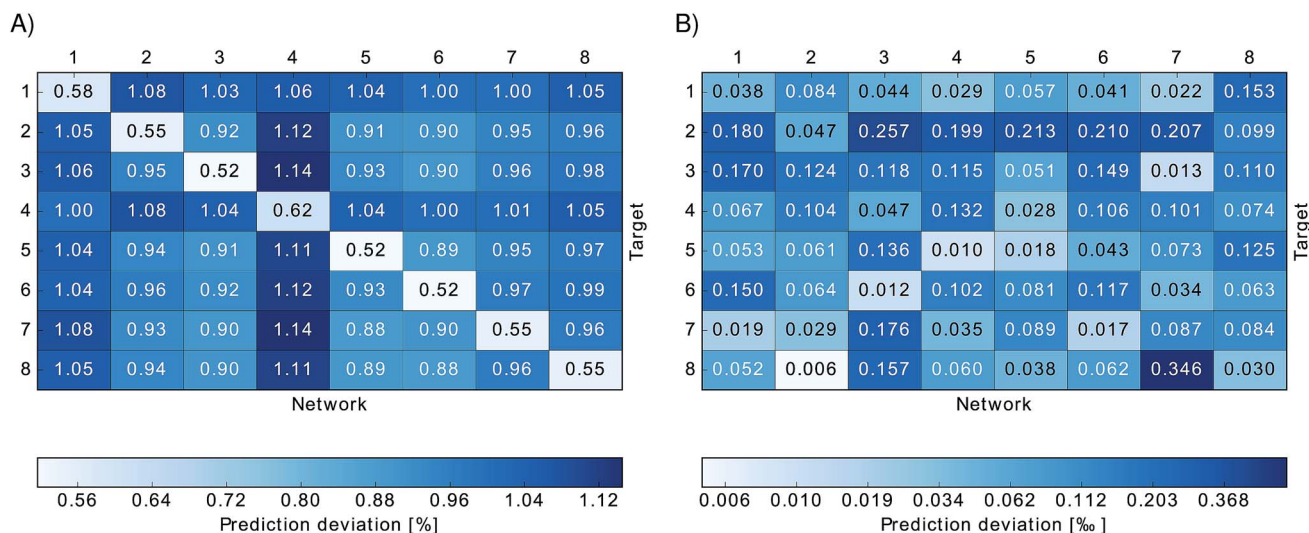 A)
1 2 3 4 5 6 7 8
1 0.58 1.08 1.03 1.06 1.04 1.00 1.00 1.05
2 1.05 0.55 0.92 1.12 0.91 0.90 0.95 0.96
3 1.06 0.95 0.52 1.14 0.93 0.90 0.96 0.98
4 1.00 1.08 1.04 0.62 1.04 1.00 1.01 1.05
5 1.04 0.94 0.91 1.11 0.52 0.89 0.95 0.97
6 1.04 0.96 0.92 1.12 0.93 0.52 0.97 0.99
7 1.08 0.93 0.90 1.14 0.88 0.90 0.55 0.96
8 1.05 0.94 0.90 1.11 0.89 0.88 0.96 0.55
Target
Network
0.56 0.64 0.72 0.80 0.88 0.96 1.04 1.12
Prediction deviation [%]
B)
1 2 3 4 5 6 7 8
1 0.038 0.084 0.044 0.029 0.057 0.041 0.022 0.153
2 0.180 0.047 0.257 0.199 0.213 0.210 0.207 0.099
3 0.170 0.124 0.118 0.115 0.051 0.149 0.013 0.110
4 0.067 0.104 0.047 0.132 0.028 0.106 0.101 0.074
5 0.053 0.061 0.136 0.010 0.018 0.043 0.073 0.125
6 0.150 0.064 0.012 0.102 0.081 0.117 0.034 0.063
7 0.019 0.029 0.176 0.035 0.089 0.017 0.087 0.084
8 0.052 0.006 0.157 0.060 0.038 0.062 0.346 0.030
Target
Network
0.006 0.010 0.019 0.034 0.062 0.112 0.203 0.368
Prediction deviation [‰ ]